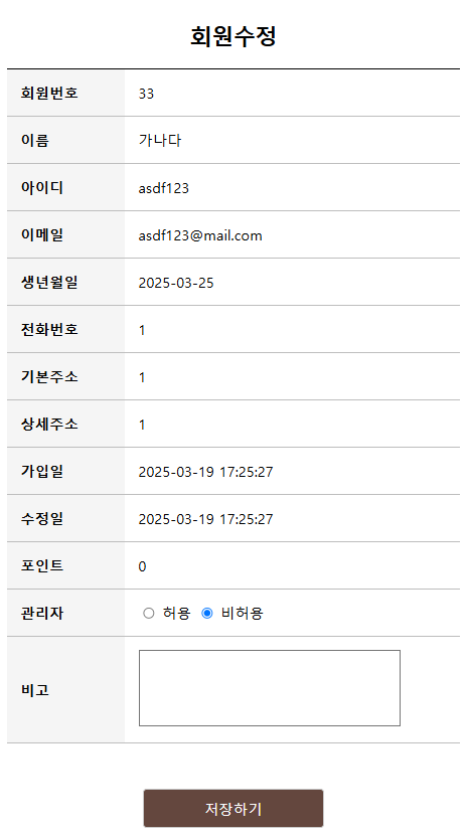 회원수정
회원번호 33
이름 가나다
아이디 asdf123
이메일 asdf123@mail.com
생년월일 2025-03-25
전화번호 1
기본주소 1
상세주소 1
가입일 2025-03-19 17:25:27
수정일 2025-03-19 17:25:27
포인트 0
관리자 허용 비허용
비고
저장하기